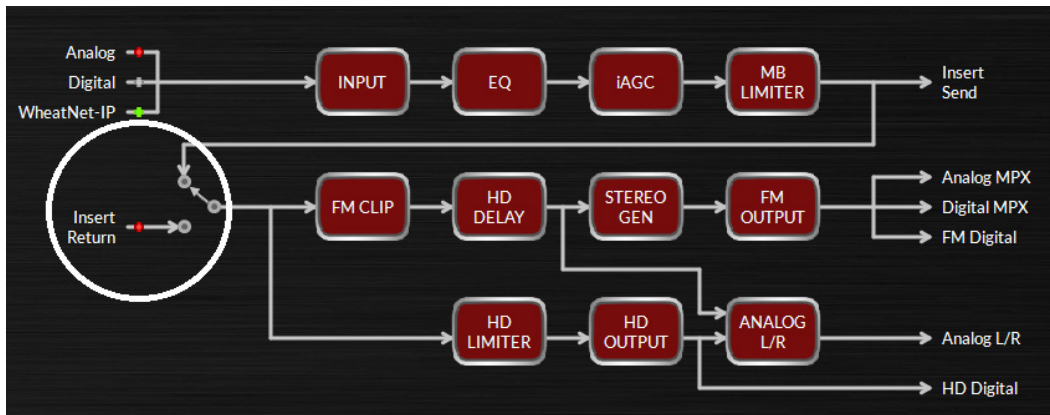 Analog
Digital
WheatNet-IP
INPUT
EQ
iAGC
MB
LIMITER
Insert
Send
Insert
Return
FM CLIP
HD
DELAY
STEREO
GEN
FM
OUTPUT
Analog MPX
Digital MPX
FM Digital
HD
LIMITER
HD
OUTPUT
ANALOG
L/R
Analog L/R
HD Digital